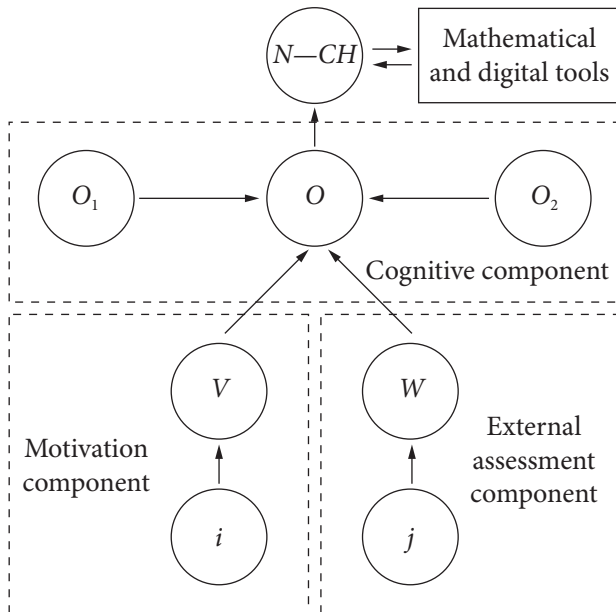 N—CH
Mathematical
and digital tools
O₁
O
O₂
Cognitive component
V
W
Motivation
component
External
assessment
component
i
j